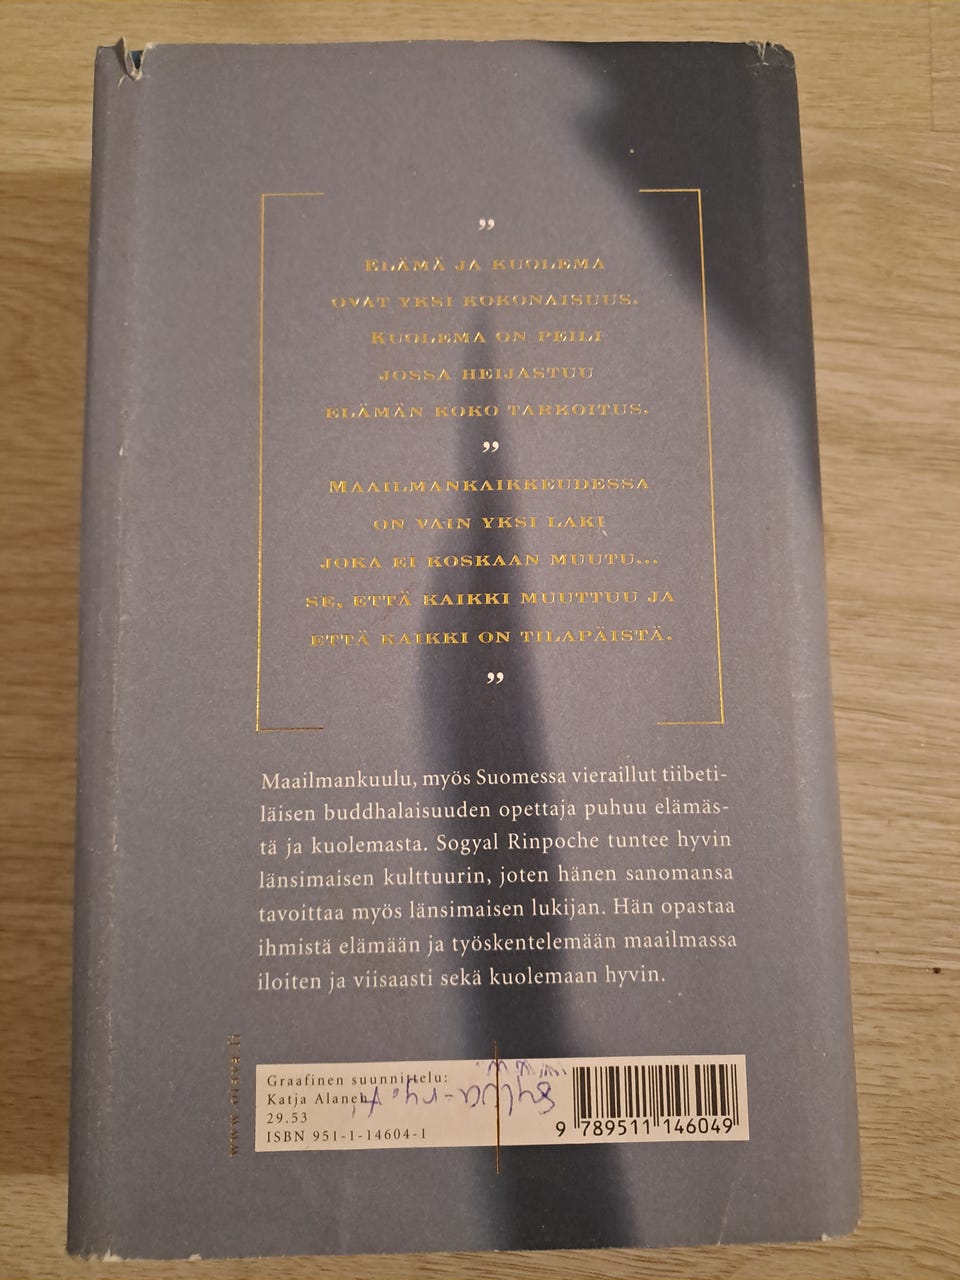 ”
ELÄMÄ JA KUOLEMA
OVAT YKSI KOKONAISUUS.
KUOLEMA ON PEILI
JOSSA HEIJASTUU
ELÄMÄN KOKO TARKOITUS.
”
MAAILMANKAIKKEUDESSA
ON VAIN YKSI LAKI
JOKA EI KOSKAAN MUUTU...
SE, ETTÄ KAIKKI MUUTTUU JA
ETTÄ KAIKKI ON TILAPÄISTÄ.
”
Maailmankuulu, myös Suomessa vieraillut tiibeti-
läisen buddhalaisuuden opettaja puhuu elämäs-
tä ja kuolemasta. Sogyal Rinpoche tuntee hyvin
länsimaisen kulttuurin, joten hänen sanomansa
tavoittaa myös länsimaisen lukijan. Hän opastaa
ihmistä elämään ja työskentelemään maailmassa
iloiten ja viisaasti sekä kuolemaan hyvin.
www.otava.fi
Graafinen suunnittelu:
Katja Alanen
29.53
ISBN 951-1-14604-1
9 789511 146049